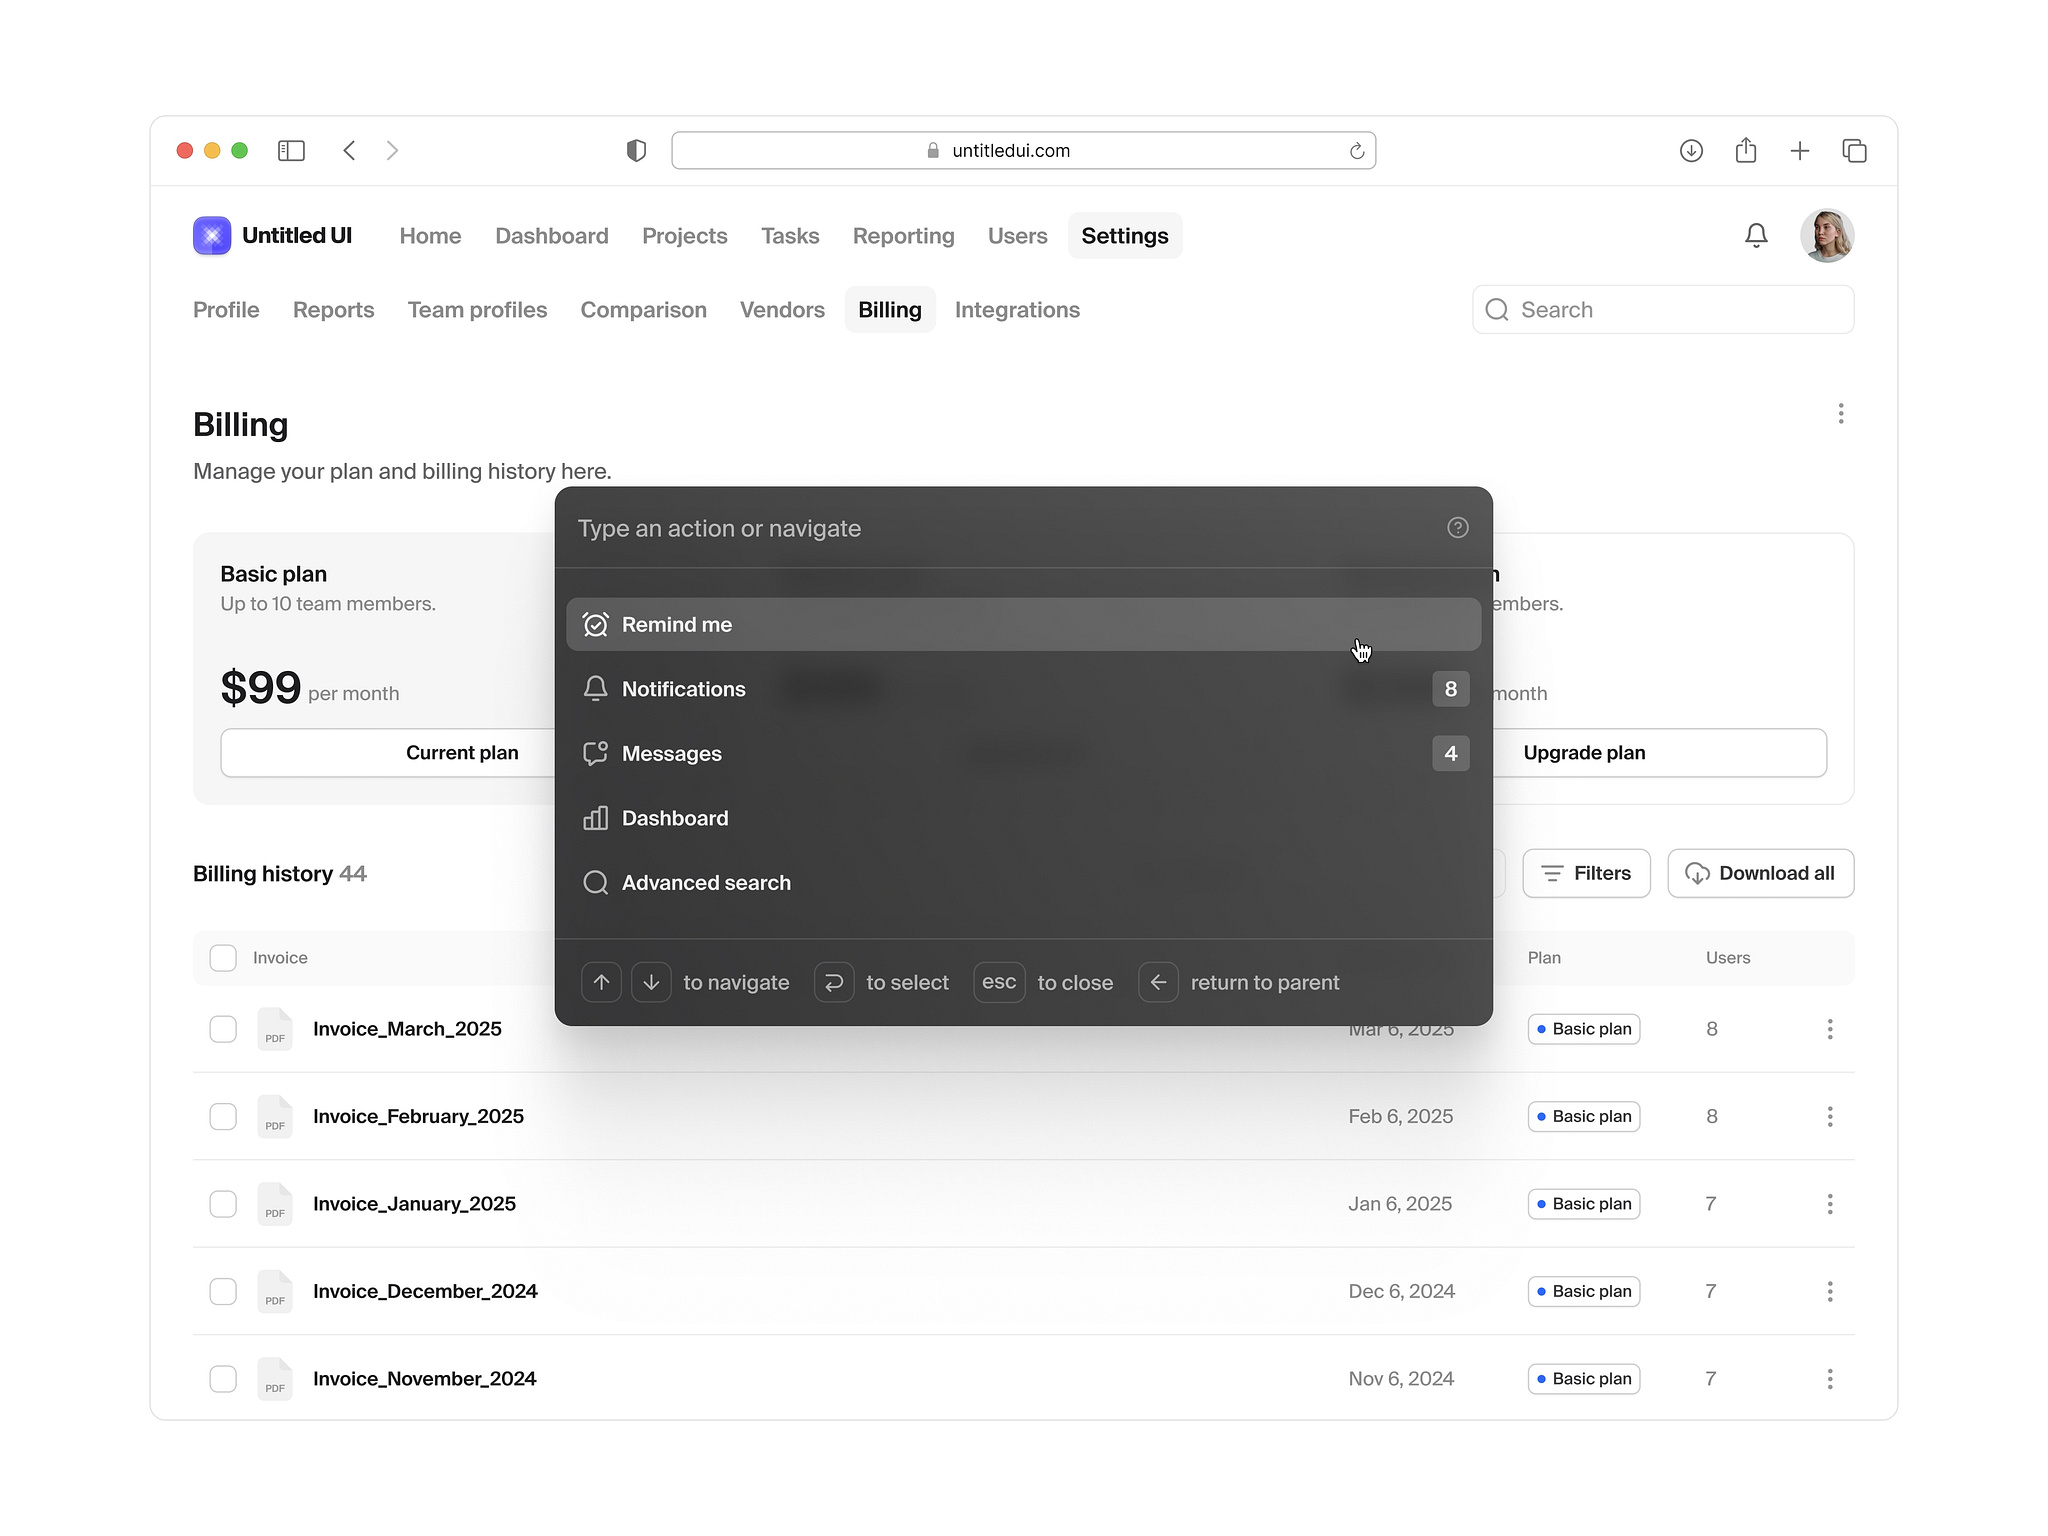 untitledui.com
Untitled UI Home Dashboard Projects Tasks Reporting Users Settings
Profile Reports Team profiles Comparison Vendors Billing Integrations Search
Billing
Manage your plan and billing history here.
Basic plan
Up to 10 team members.
$99 per month
Current plan
Type an action or navigate
Remind me
Notifications 8
Messages 4
Dashboard
Advanced search
esc
to navigate to select to close return to parent
month
Upgrade plan
Billing history 44 Filters Download all
Invoice Plan Users
PDF Invoice_March_2025 Mar 6, 2025 Basic plan 8
PDF Invoice_February_2025 Feb 6, 2025 Basic plan 8
PDF Invoice_January_2025 Jan 6, 2025 Basic plan 7
PDF Invoice_December_2024 Dec 6, 2024 Basic plan 7
PDF Invoice_November_2024 Nov 6, 2024 Basic plan 7